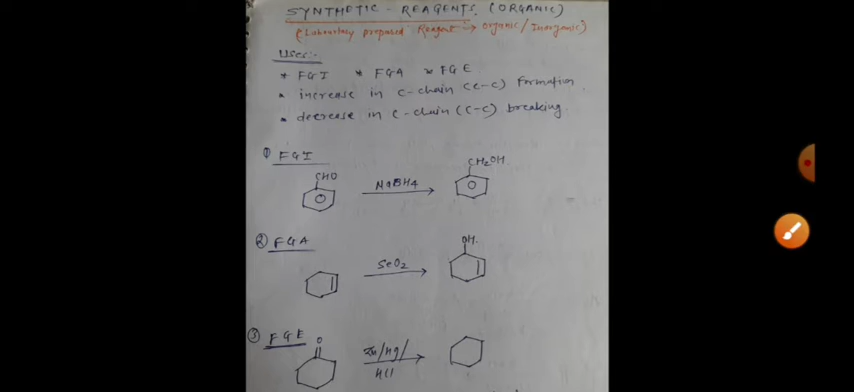 SYNTHETIC - REAGENTS (ORGANIC)
(Laboratory prepared Reagent → Organic/Inorganic)
Uses:-
* FGI * FGA * FGE
* increase in C-chain (C-C) Formation
* decrease in C-chain (C-C) breaking
① FGI
CHO
CH2OH
NaBH4
② FGA
OH
SeO2
③ FGE
O
Zn/Hg/
HCl